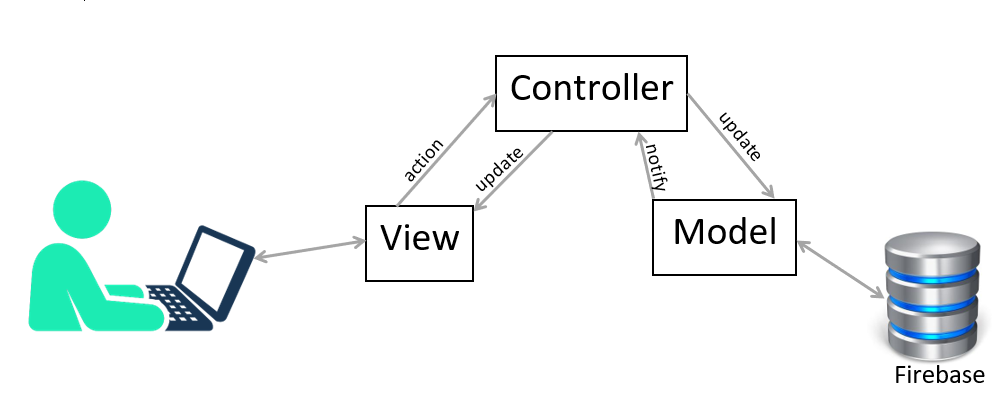 Controller
action
update
notify
update
View
Model
Firebase